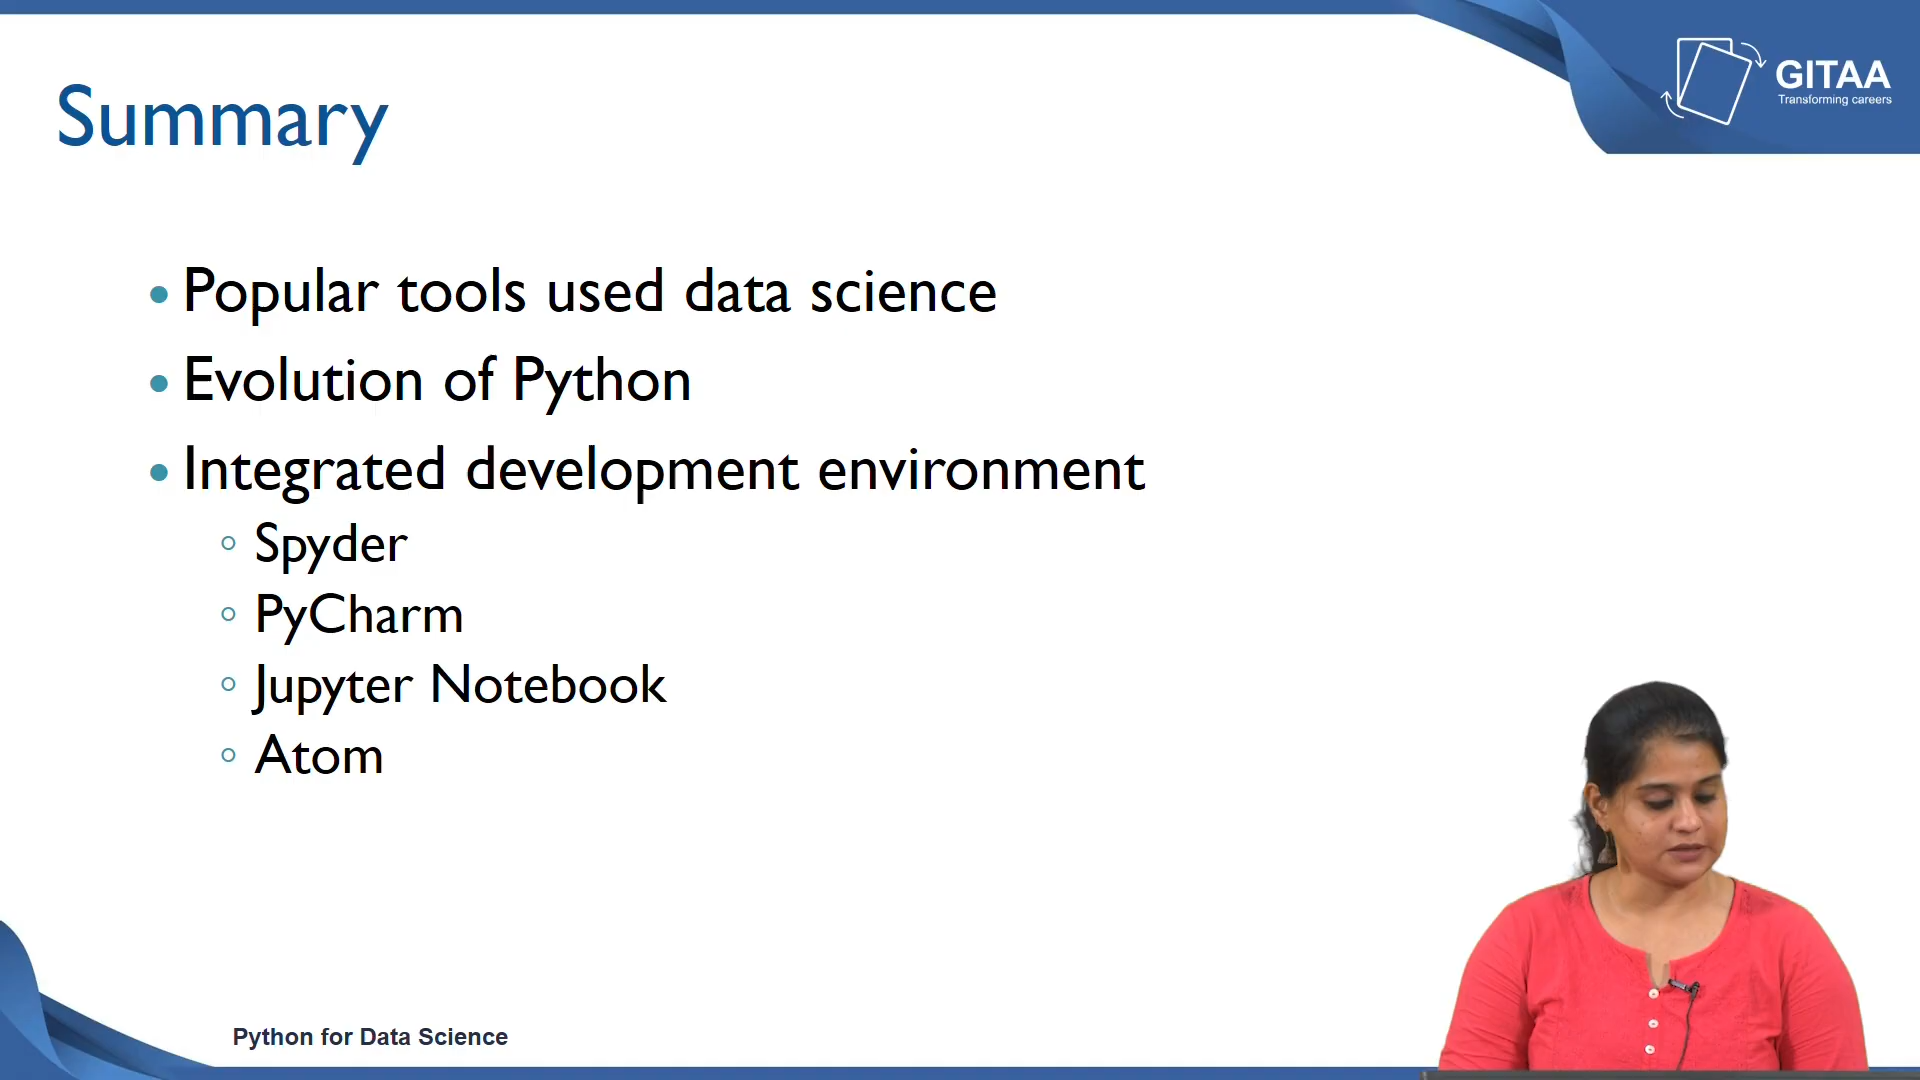 GITAA
Transforming careers
Summary
• Popular tools used data science
• Evolution of Python
• Integrated development environment
◦ Spyder
◦ PyCharm
◦ Jupyter Notebook
◦ Atom
Python for Data Science